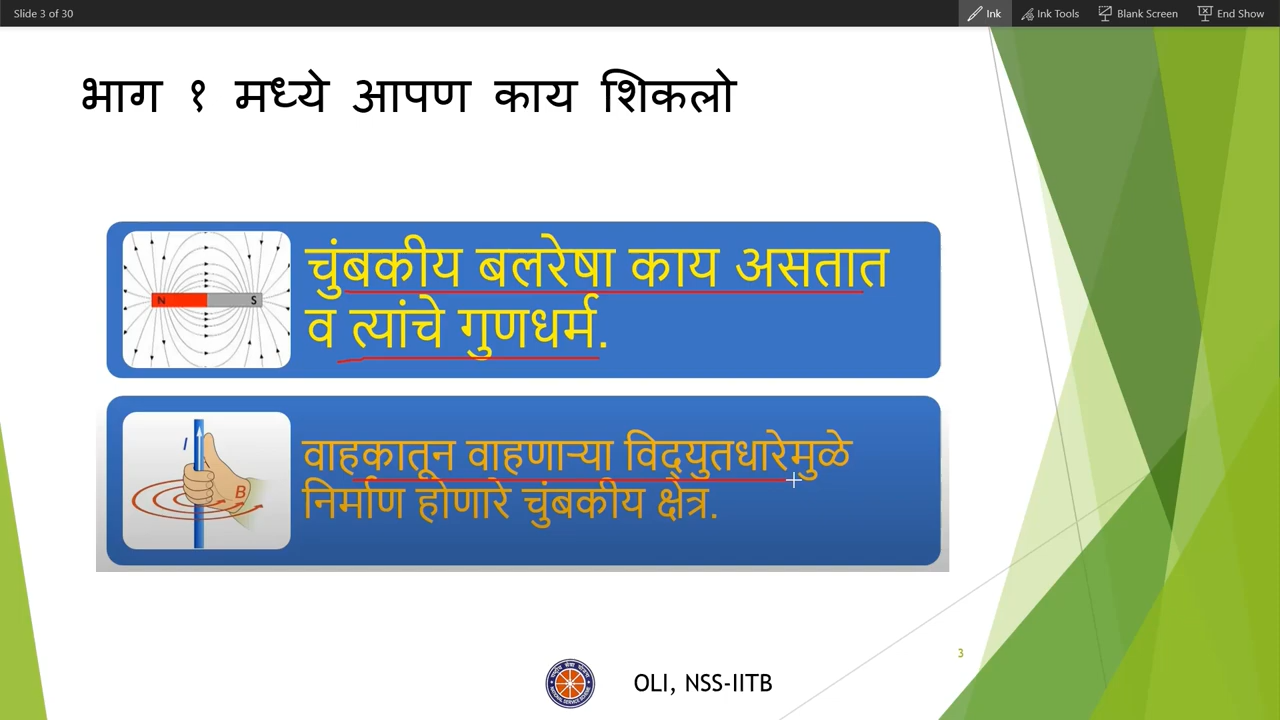 Slide 3 of 30
Ink
Ink Tools
Blank Screen
End Show
भाग १ मध्ये आपण काय शिकलो
N
S
चुंबकीय बलरेषा काय असतात
व त्यांचे गुणधर्म.
I
B
वाहकातून वाहणाऱ्या विद्युतधारेमुळे
निर्माण होणारे चुंबकीय क्षेत्र.
3
OLI, NSS-IITB